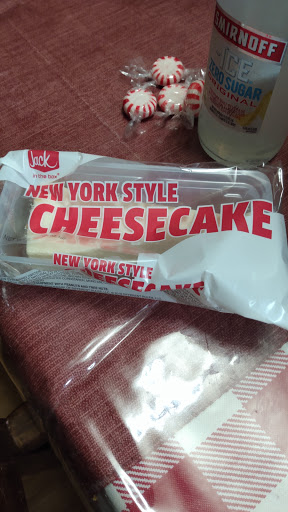 SMIRNOFF
ICE
ZERO SUGAR
ORIGINAL
Jack
in the box
NEW YORK STYLE
CHEESECAKE
NEW YORK STYLE
CHEESECAKE